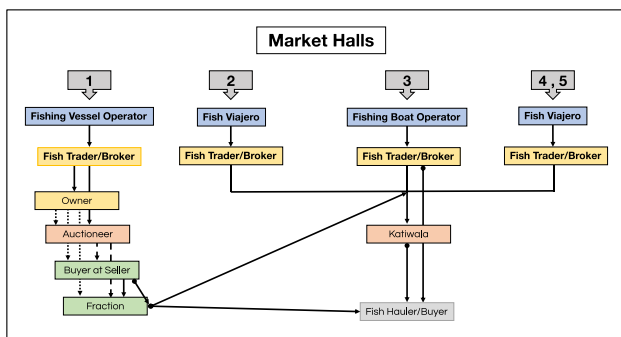 Market Halls
1
2
3
4 , 5
Fishing Vessel Operator
Fish Viajero
Fishing Boat Operator
Fish Viajero
Fish Trader/Broker
Fish Trader/Broker
Fish Trader/Broker
Fish Trader/Broker
Owner
Auctioneer
Katiwala
Buyer at Seller
Fraction
Fish Hauler/Buyer